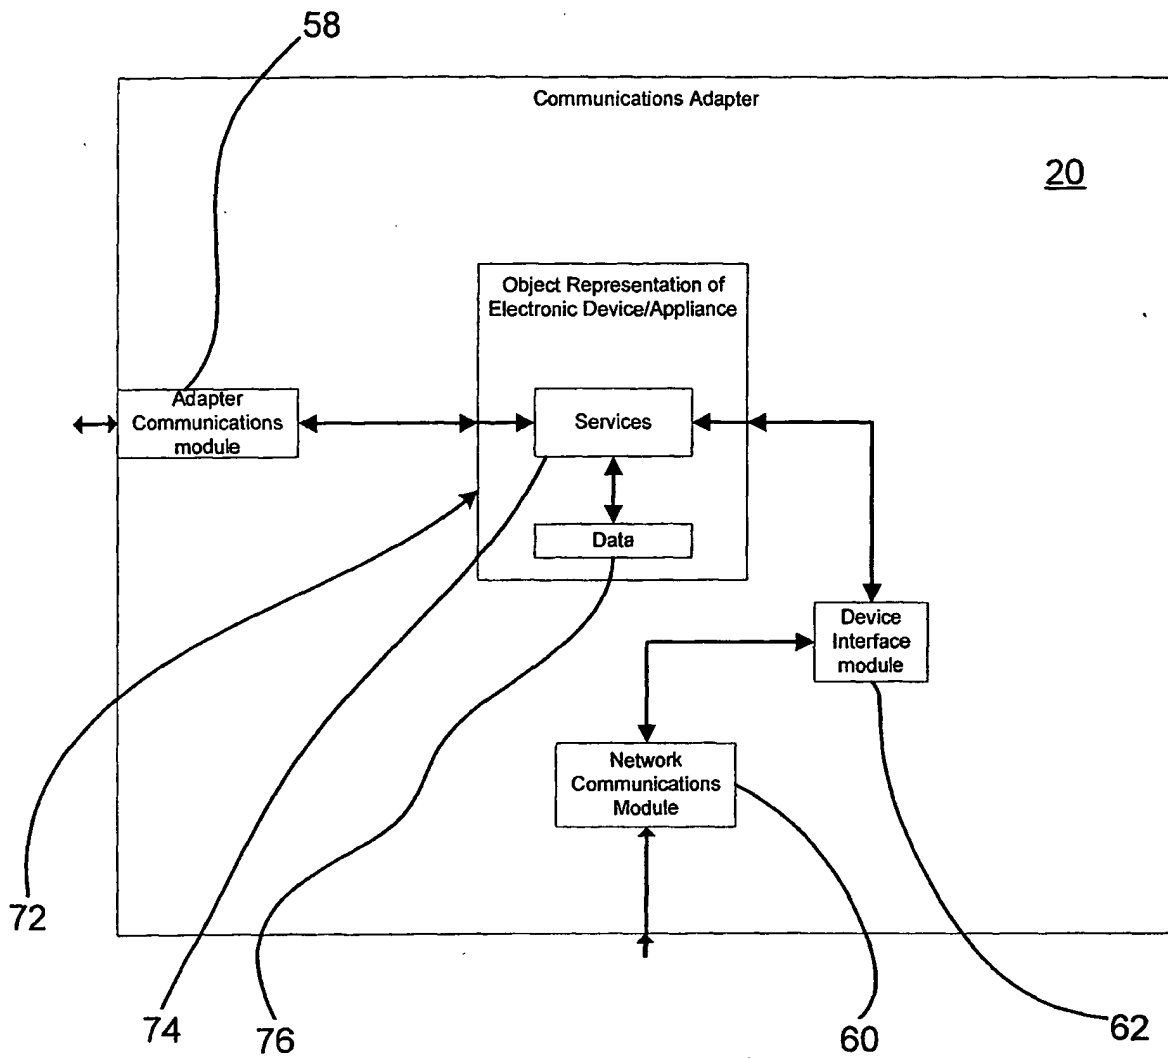 58
Communications Adapter
20
Object Representation of
Electronic Device/Appliance
Adapter
Communications
module
Services
Data
Device
Interface
module
Network
Communications
Module
72
74
76
60
62